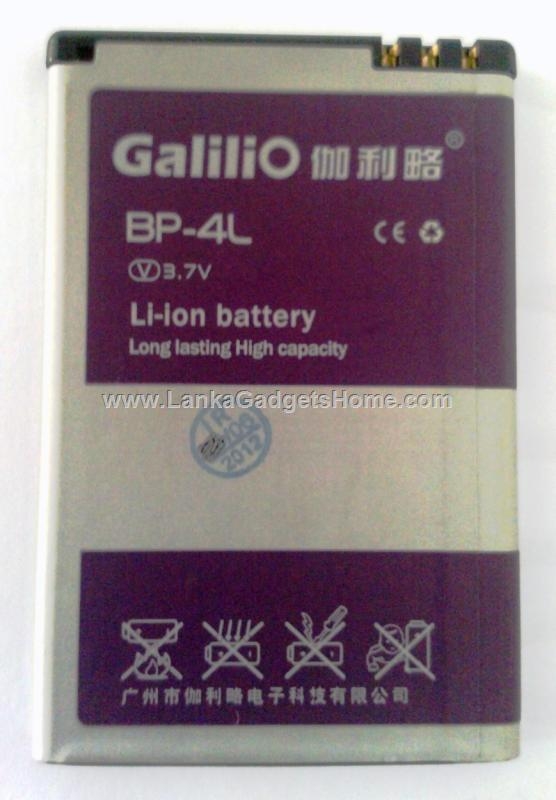 GaliliO 伽利略®
BP-4L CE
V 3.7V
Li-ion battery
Long lasting High capacity
www.LankaGadgetsHome.com
2012
广州市伽利略电子科技有限公司